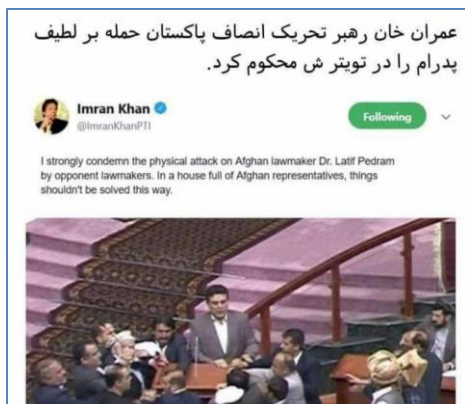 عمران خان رهبر تحریک انصاف پاکستان حمله بر لطیف
پدرام را در تویتر ش محکوم کرد.
Imran Khan
@ImranKhanPTI
Following
I strongly condemn the physical attack on Afghan lawmaker Dr. Latif Pedram
by opponent lawmakers. In a house full of Afghan representatives, things
shouldn't be solved this way.